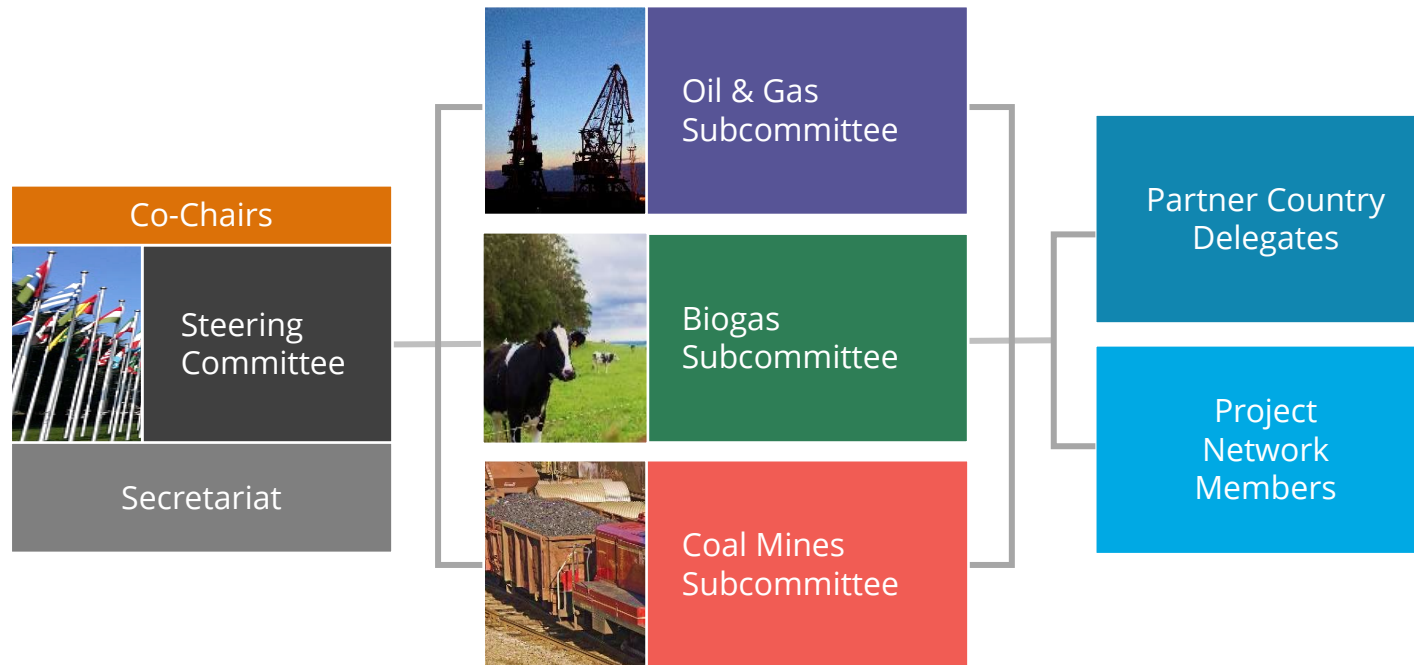 Co-Chairs
Steering
Committee
Secretariat
Oil & Gas
Subcommittee
Biogas
Subcommittee
Coal Mines
Subcommittee
Partner Country
Delegates
Project
Network
Members